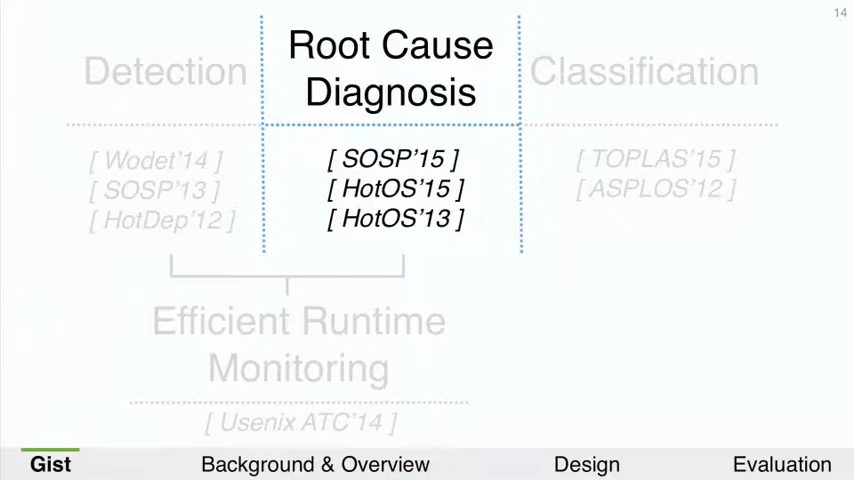 14
Detection
Root Cause
Diagnosis
Classification
[ Wodet’14 ]
[ SOSP’13 ]
[ HotDep’12 ]
[ SOSP’15 ]
[ HotOS’15 ]
[ HotOS’13 ]
[ TOPLAS’15 ]
[ ASPLOS’12 ]
Efficient Runtime
Monitoring
[ Usenix ATC’14 ]
Gist Background & Overview Design Evaluation